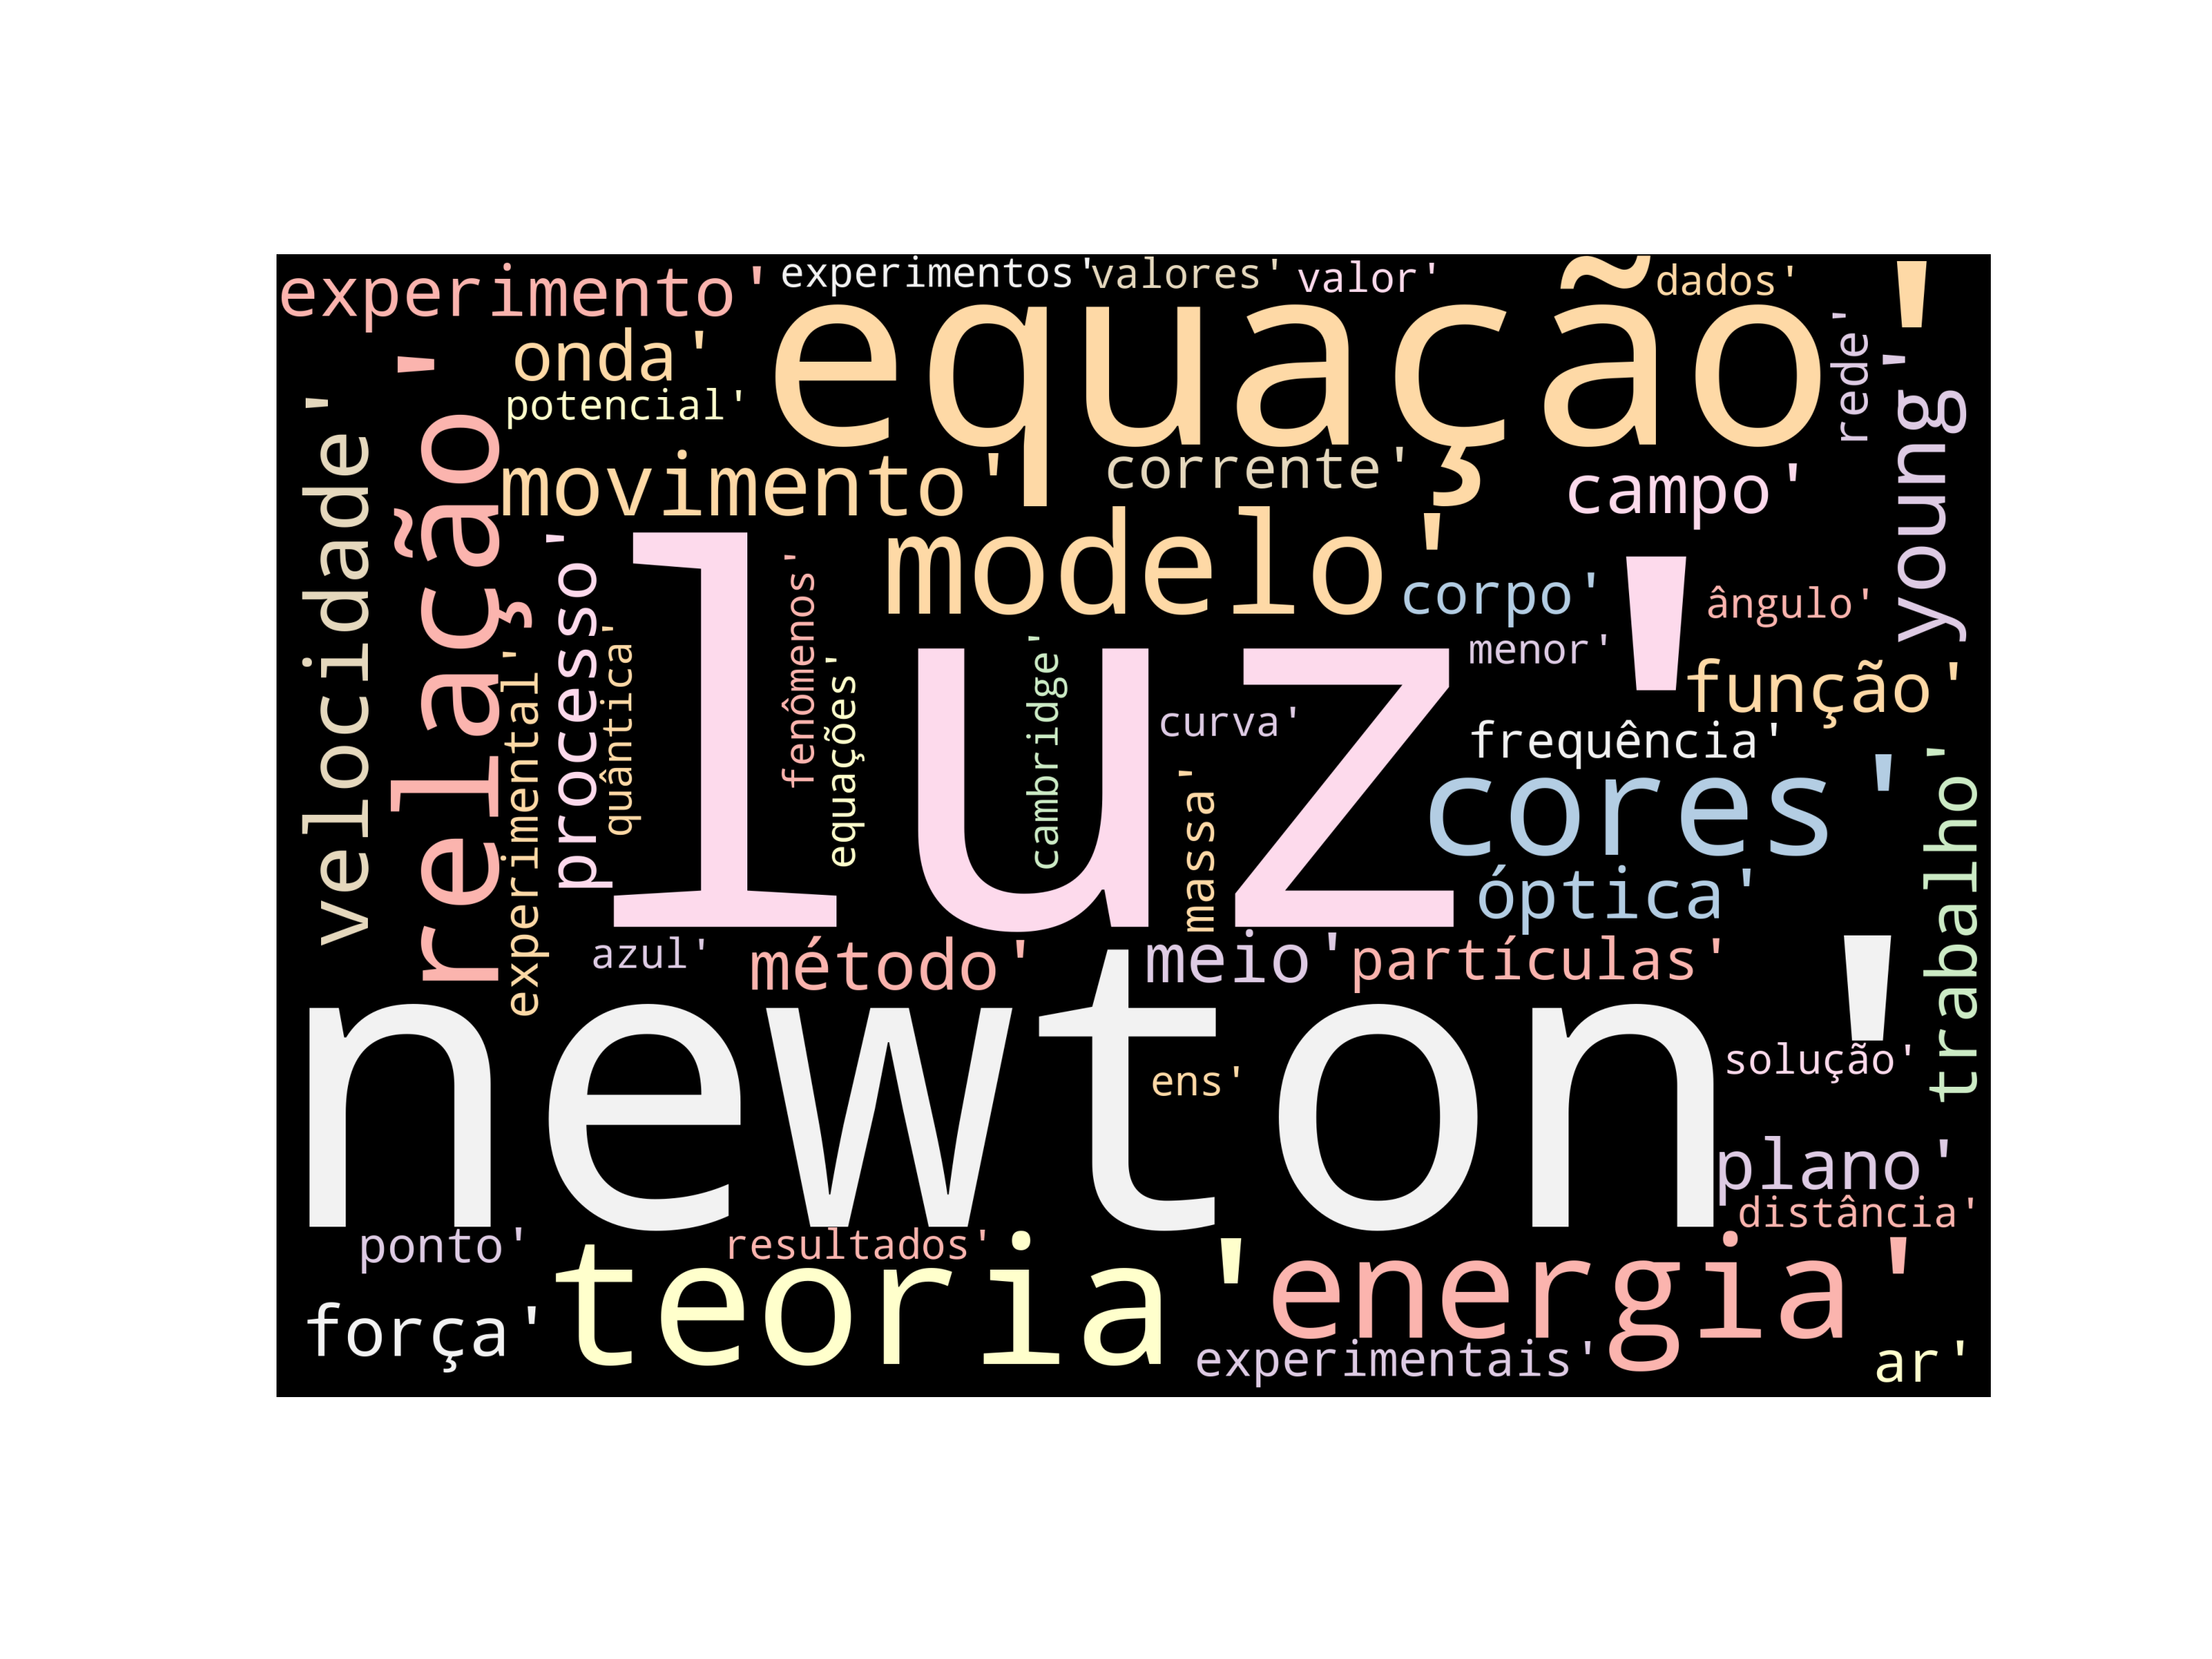 experimento'
experimentos'
valores'
valor'
dados'
equação'
onda'
potencial'
rede'
young'
velocidade'
relação'
movimento'
corrente'
campo'
modelo'
corpo'
ângulo'
menor'
processo'
experimental'
quântica'
fenômenos'
equações'
cambridge'
curva'
massa'
luz'
função'
frequência'
cores'
óptica'
trabalho'
azul'
método'
meio'
partículas'
newton'
ens'
solução'
plano'
distância'
ponto'
resultados'
força'
teoria'
energia'
experimentais'
ar'